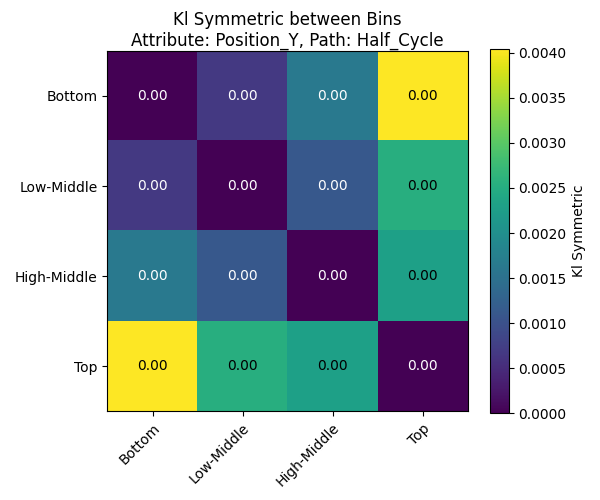 Kl Symmetric between Bins
Attribute: Position_Y, Path: Half_Cycle
Bottom 0.00 0.00 0.00 0.00
Low-Middle 0.00 0.00 0.00 0.00
High-Middle 0.00 0.00 0.00 0.00
Top 0.00 0.00 0.00 0.00
Bottom Low-Middle High-Middle Top
0.0040
0.0035
0.0030
0.0025
0.0020
0.0015
0.0010
0.0005
0.0000
Kl Symmetric